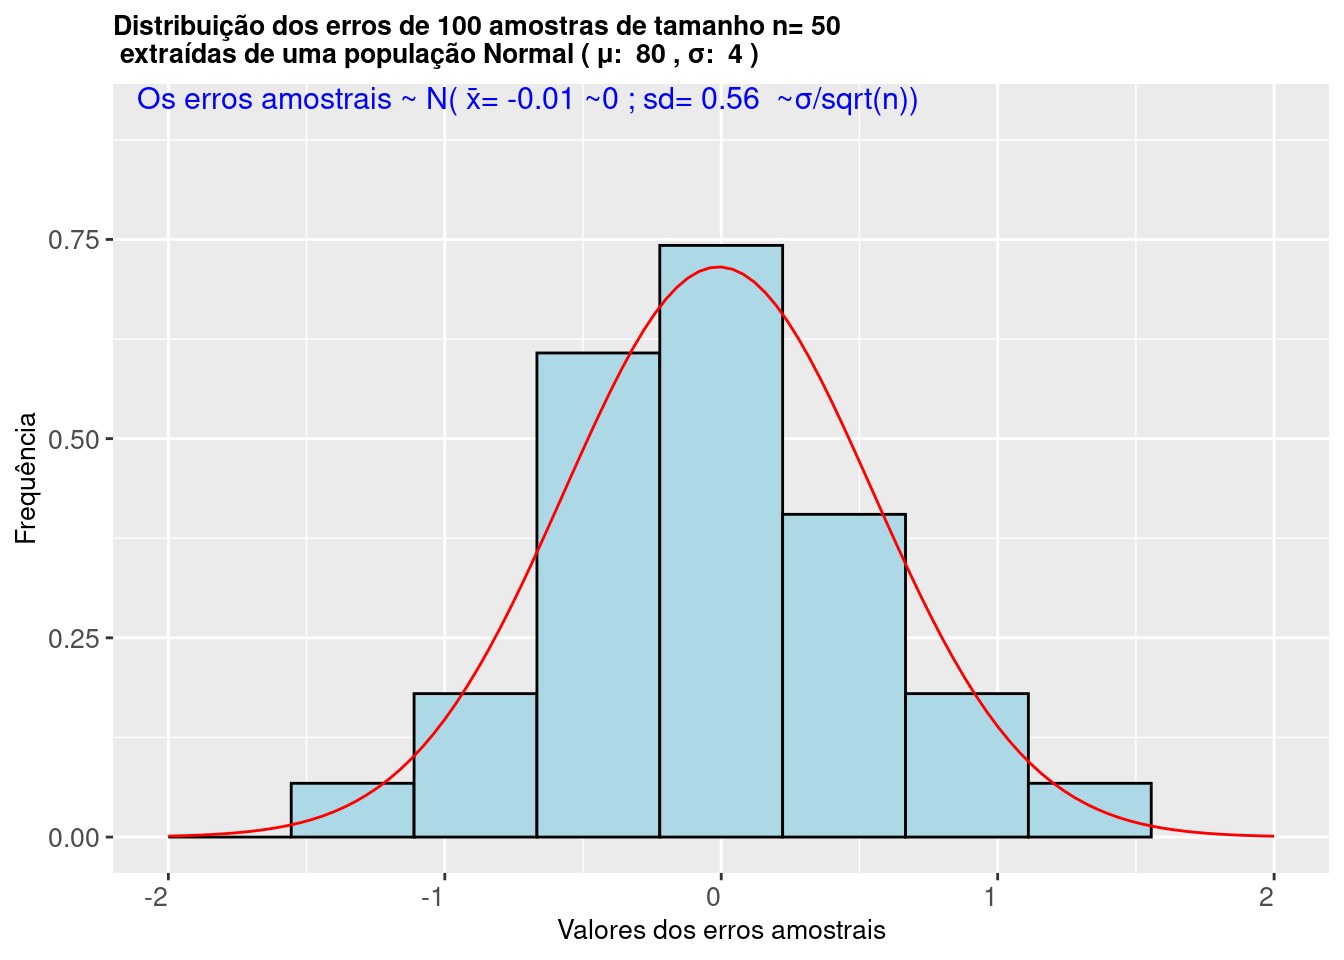 Distribuição dos erros de 100 amostras de tamanho n= 50
extraídas de uma população Normal ( μ:  80 , σ:  4 )
Os erros amostrais ~ N( x̄= -0.01 ~0 ; sd= 0.56  ~σ/sqrt(n))
0.75
0.50
0.25
0.00
Frequência
-2
-1
0
1
2
Valores dos erros amostrais